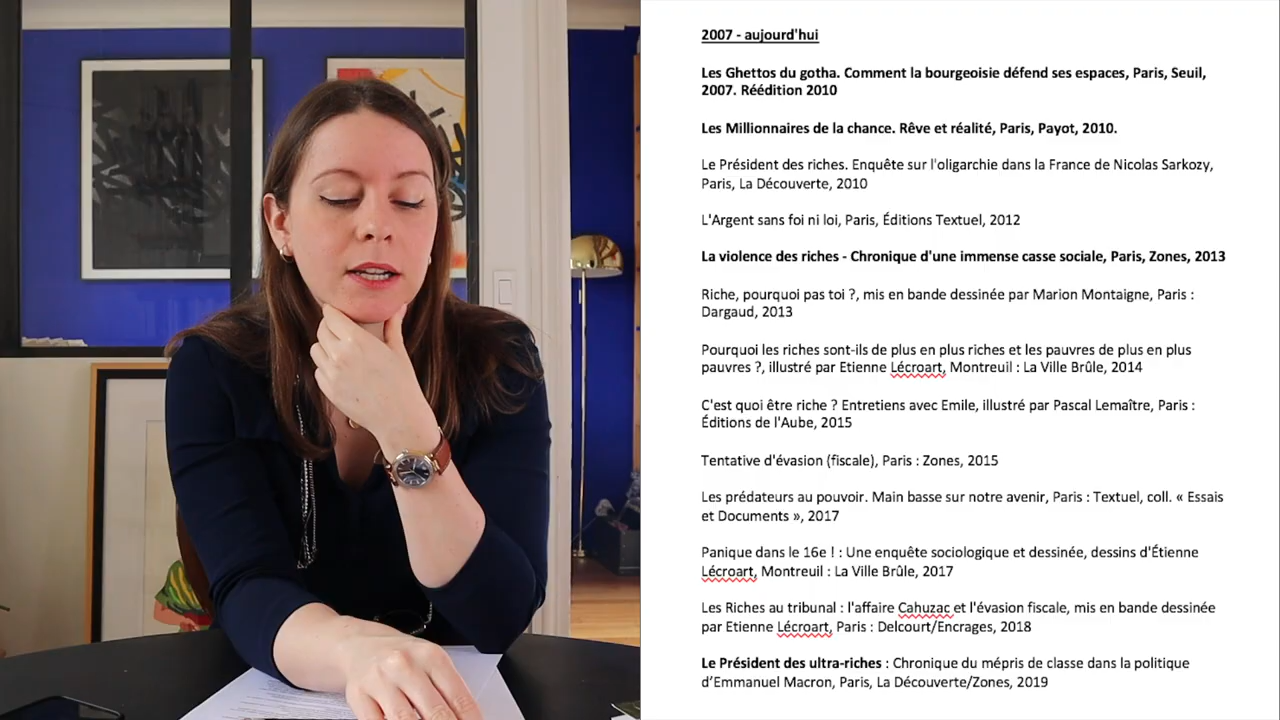 2007 - aujourd'hui
Les Ghettos du gotha. Comment la bourgeoisie défend ses espaces, Paris, Seuil,
2007. Réédition 2010
Les Millionnaires de la chance. Rêve et réalité, Paris, Payot, 2010.
Le Président des riches. Enquête sur l'oligarchie dans la France de Nicolas Sarkozy,
Paris, La Découverte, 2010
L'Argent sans foi ni loi, Paris, Éditions Textuel, 2012
La violence des riches - Chronique d'une immense casse sociale, Paris, Zones, 2013
Riche, pourquoi pas toi ?, mis en bande dessinée par Marion Montaigne, Paris :
Dargaud, 2013
Pourquoi les riches sont-ils de plus en plus riches et les pauvres de plus en plus
pauvres ?, illustré par Etienne Lécroart, Montreuil : La Ville Brûle, 2014
C'est quoi être riche ? Entretiens avec Emile, illustré par Pascal Lemaître, Paris :
Éditions de l'Aube, 2015
Tentative d'évasion (fiscale), Paris : Zones, 2015
Les prédateurs au pouvoir. Main basse sur notre avenir, Paris : Textuel, coll. « Essais
et Documents », 2017
Panique dans le 16e ! : Une enquête sociologique et dessinée, dessins d'Étienne
Lécroart, Montreuil : La Ville Brûle, 2017
Les Riches au tribunal : l'affaire Cahuzac et l'évasion fiscale, mis en bande dessinée
par Etienne Lécroart, Paris : Delcourt/Encrages, 2018
Le Président des ultra-riches : Chronique du mépris de classe dans la politique
d’Emmanuel Macron, Paris, La Découverte/Zones, 2019